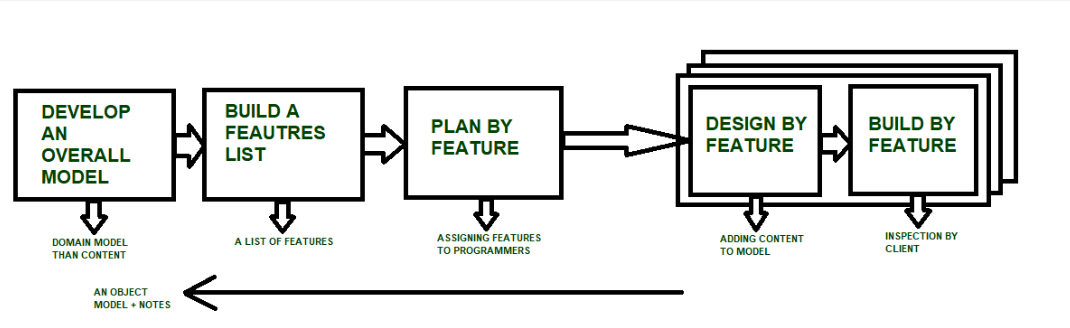 DEVELOP
AN
OVERALL
MODEL
BUILD A
FEAUTRES
LIST
PLAN BY
FEATURE
DESIGN BY
FEATURE
BUILD BY
FEATURE
DOMAIN MODEL
THAN CONTENT
A LIST OF FEATURES
ASSIGNING FEATURES
TO PROGRAMMERS
ADDING CONTENT
TO MODEL
INSPECTION BY
CLIENT
AN OBJECT
MODEL + NOTES